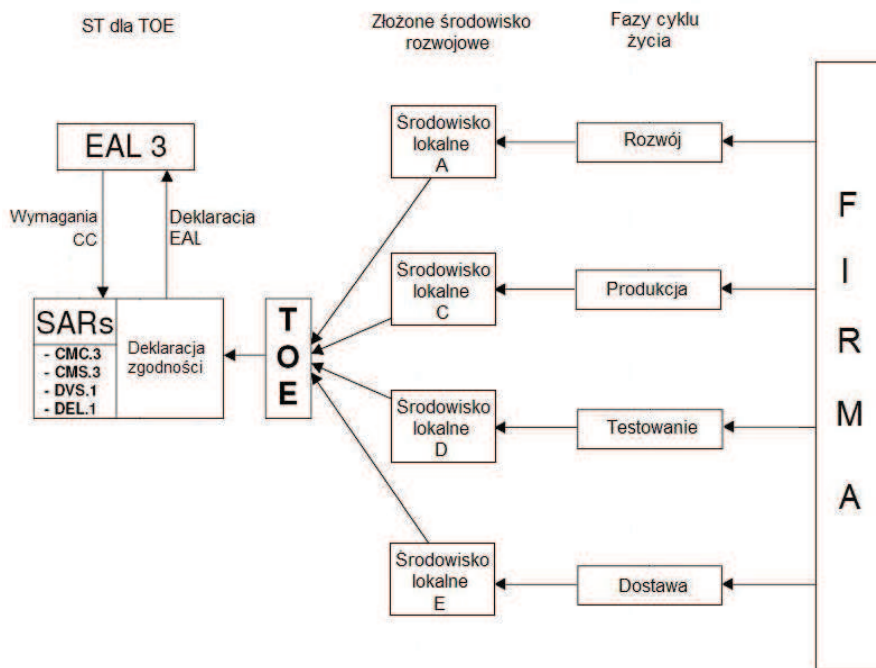 ST dla TOE
Złożone środowisko
rozwojowe
Fazy cyklu
życia
EAL 3
Wymagania
CC
Deklaracja
EAL
SARs
- CMC.3
- CMS.3
- DVS.1
- DEL.1
Deklaracja
zgodności
T
O
E
Środowisko
lokalne
A
Środowisko
lokalne
C
Środowisko
lokalne
D
Środowisko
lokalne
E
Rozwój
Produkcja
Testowanie
Dostawa
F
I
R
M
A